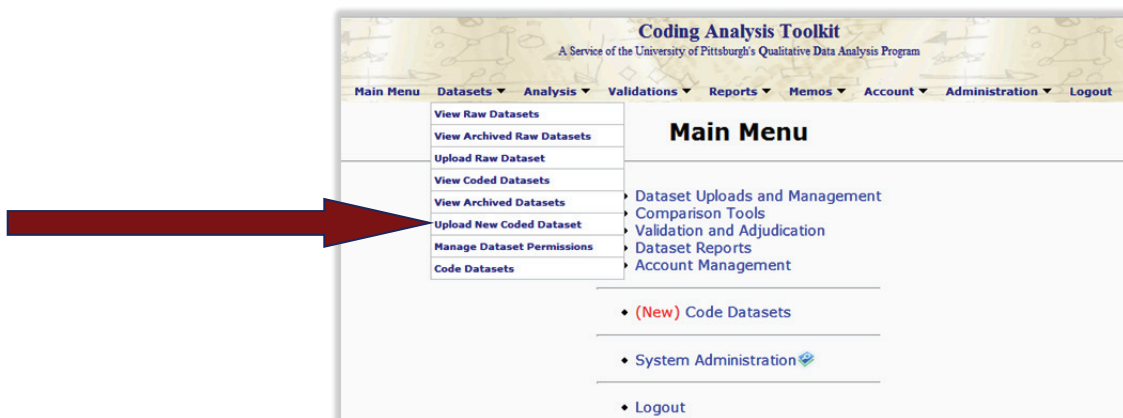 Coding Analysis Toolkit
A Service of the University of Pittsburgh's Qualitative Data Analysis Program
Main Menu Datasets ▼ Analysis ▼ Validations ▼ Reports ▼ Memos ▼ Account ▼ Administration ▼ Logout
View Raw Datasets
View Archived Raw Datasets
Upload Raw Dataset
View Coded Datasets
View Archived Datasets
Upload New Coded Dataset
Manage Dataset Permissions
Code Datasets
Main Menu
Dataset Uploads and Management
Comparison Tools
Validation and Adjudication
Dataset Reports
Account Management
(New) Code Datasets
System Administration
Logout